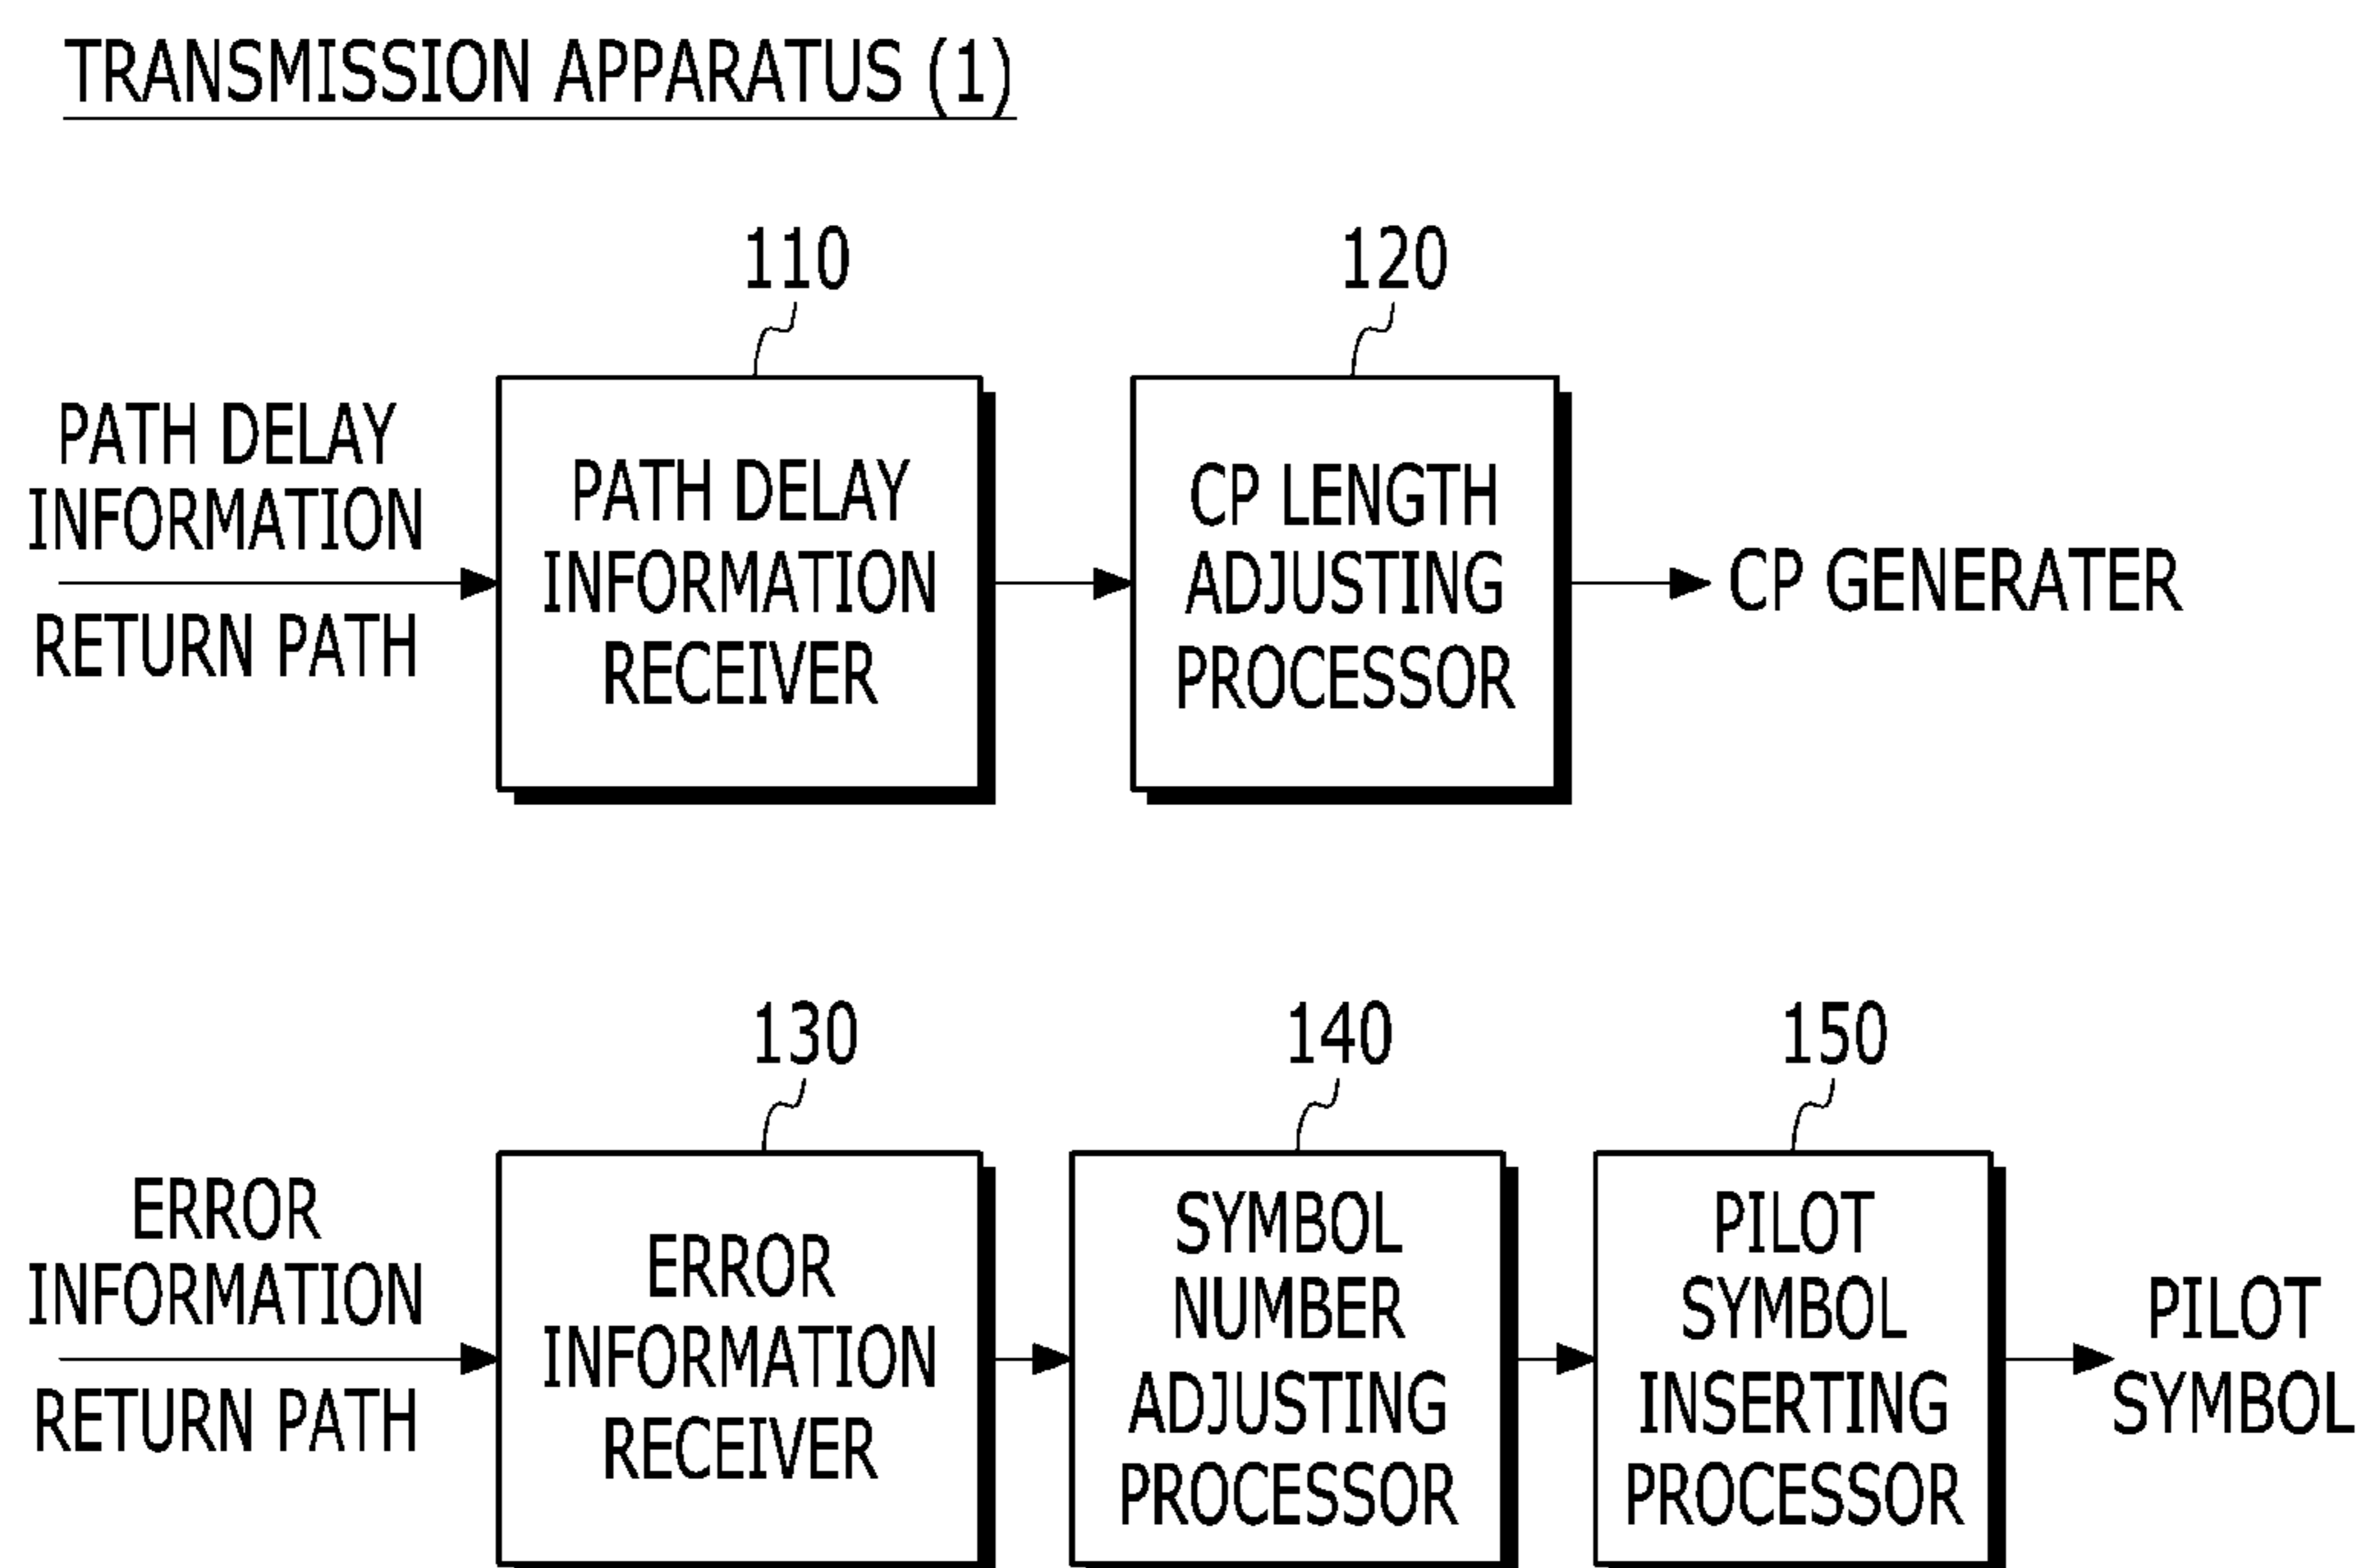 TRANSMISSION APPARATUS (1)
110
120
PATH DELAY
INFORMATION
RETURN PATH
PATH DELAY
INFORMATION
RECEIVER
CP LENGTH
ADJUSTING
PROCESSOR
CP GENERATER
130
140
150
ERROR
INFORMATION
RETURN PATH
ERROR
INFORMATION
RECEIVER
SYMBOL
NUMBER
ADJUSTING
PROCESSOR
PILOT
SYMBOL
INSERTING
PROCESSOR
PILOT
SYMBOL